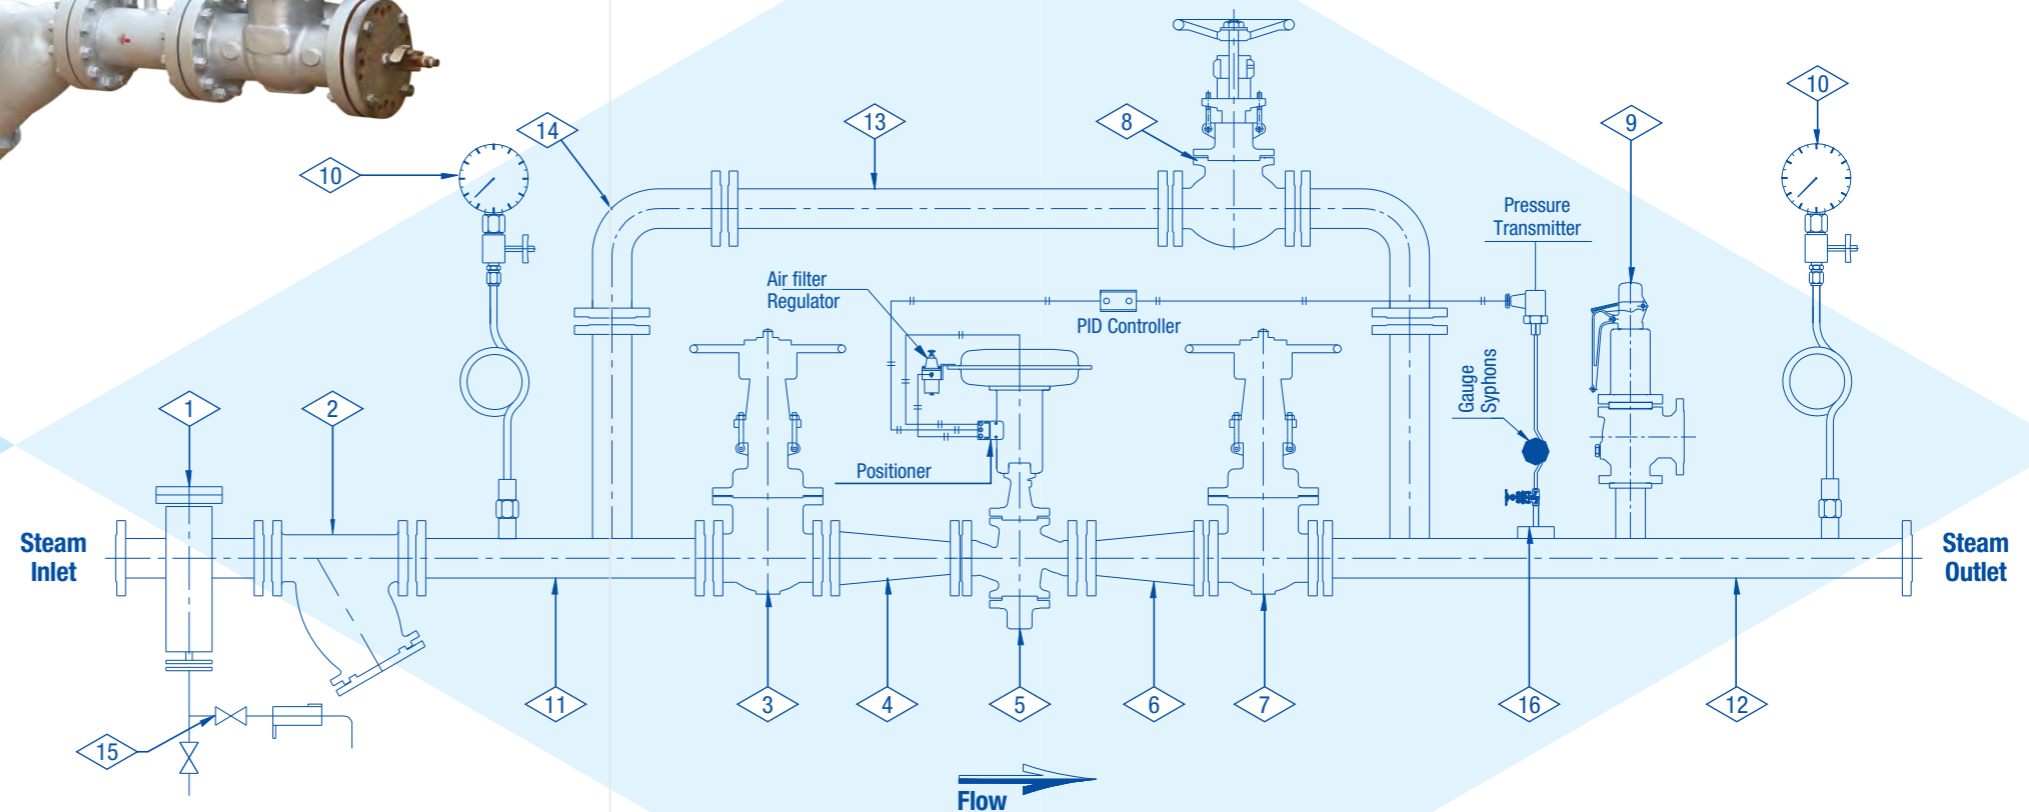 10
14
13
8
9
10
Pressure
Transmitter
Air filter
Regulator
PID Controller
Gauge
Syphons
1
2
Positioner
Steam
Inlet
Steam
Outlet
15
11
3
4
5
6
7
16
12
Flow